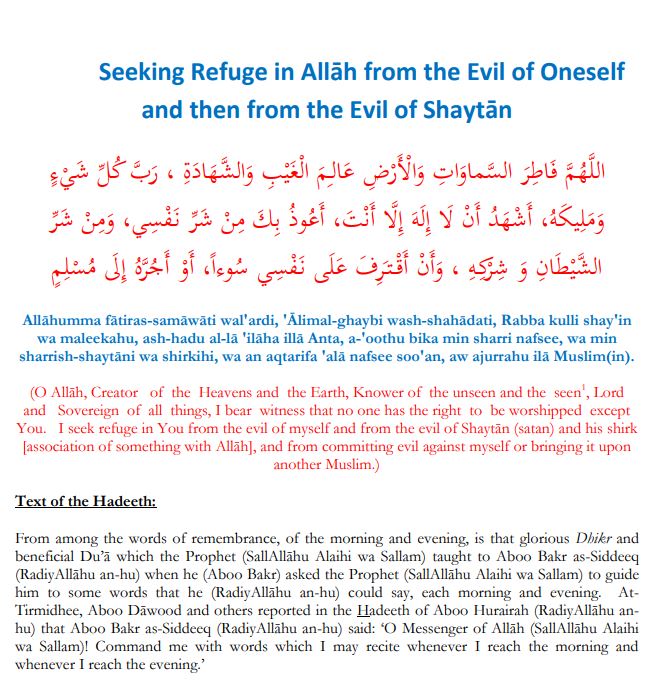 Seeking Refuge in Allāh from the Evil of Oneself
and then from the Evil of Shaytān
اللَّهُمَّ فَاطِرَ السَّماوَاتِ وَالْأَرْضِ عَالِمَ الْغَيْبِ وَالشَّهَادَةِ ، رَبَّ كُلِّ شَيْءٍ
وَمَلِيكَهُ، أَشْهَدُ أَنْ لَا إِلَهَ إِلَّا أَنْتَ، أَعُوذُ بِكَ مِنْ شَرِّ نَفْسِي، وَمِنْ شَرِّ
الشَّيْطَانِ وَ شِرْكِهِ ، وَأَنْ أَقْتَرِفَ عَلَى نَفْسِي سُوءاً، أَوْ أَجُرَّهُ إِلَى مُسْلِمٍ
Allāhumma fātiras-samāwāti wal'ardi, 'Ālimal-ghaybi wash-shahādati, Rabba kulli shay'in
wa maleekahu, ash-hadu al-lā 'ilāha illā Anta, a-'oothu bika min sharri nafsee, wa min
sharrish-shaytāni wa shirkihi, wa an aqtarifa 'alā nafsee soo'an, aw ajurrahu ilā Muslim(in).
(O Allāh, Creator of the Heavens and the Earth, Knower of the unseen and the seen¹, Lord
and Sovereign of all things, I bear witness that no one has the right to be worshipped except
You. I seek refuge in You from the evil of myself and from the evil of Shaytān (satan) and his shirk
[association of something with Allāh], and from committing evil against myself or bringing it upon
another Muslim.)
Text of the Hadeeth:
From among the words of remembrance, of the morning and evening, is that glorious Dhikr and
beneficial Du'ā which the Prophet (SallAllāhu Alaihi wa Sallam) taught to Aboo Bakr as-Siddeeq
(RadiyAllāhu an-hu) when he (Aboo Bakr) asked the Prophet (SallAllāhu Alaihi wa Sallam) to guide
him to some words that he (RadiyAllāhu an-hu) could say, each morning and evening. At-
Tirmidhee, Aboo Dāwood and others reported in the Hadeeth of Aboo Hurairah (RadiyAllāhu an-
hu) that Aboo Bakr as-Siddeeq (RadiyAllāhu an-hu) said: 'O Messenger of Allāh (SallAllāhu Alaihi
wa Sallam)! Command me with words which I may recite whenever I reach the morning and
whenever I reach the evening.'